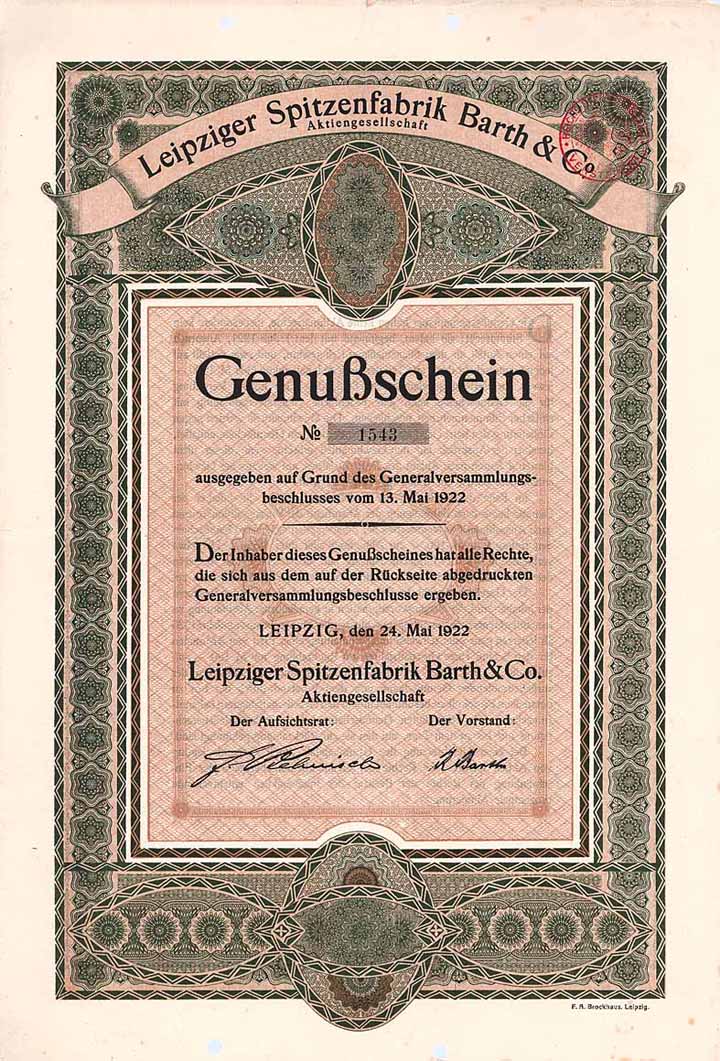 Leipziger Spitzenfabrik Barth & Co.
Aktiengesellschaft
Genußschein
№ 1543
ausgegeben auf Grund des Generalversammlungs-
beschlusses vom 13. Mai 1922
Der Inhaber dieses Genußscheines hat alle Rechte,
die sich aus dem auf der Rückseite abgedruckten
Generalversammlungsbeschlusse ergeben.
LEIPZIG, den 24. Mai 1922
Leipziger Spitzenfabrik Barth & Co.
Aktiengesellschaft
Der Aufsichtsrat: Der Vorstand:
Barth
F. A. Brockhaus, Leipzig.